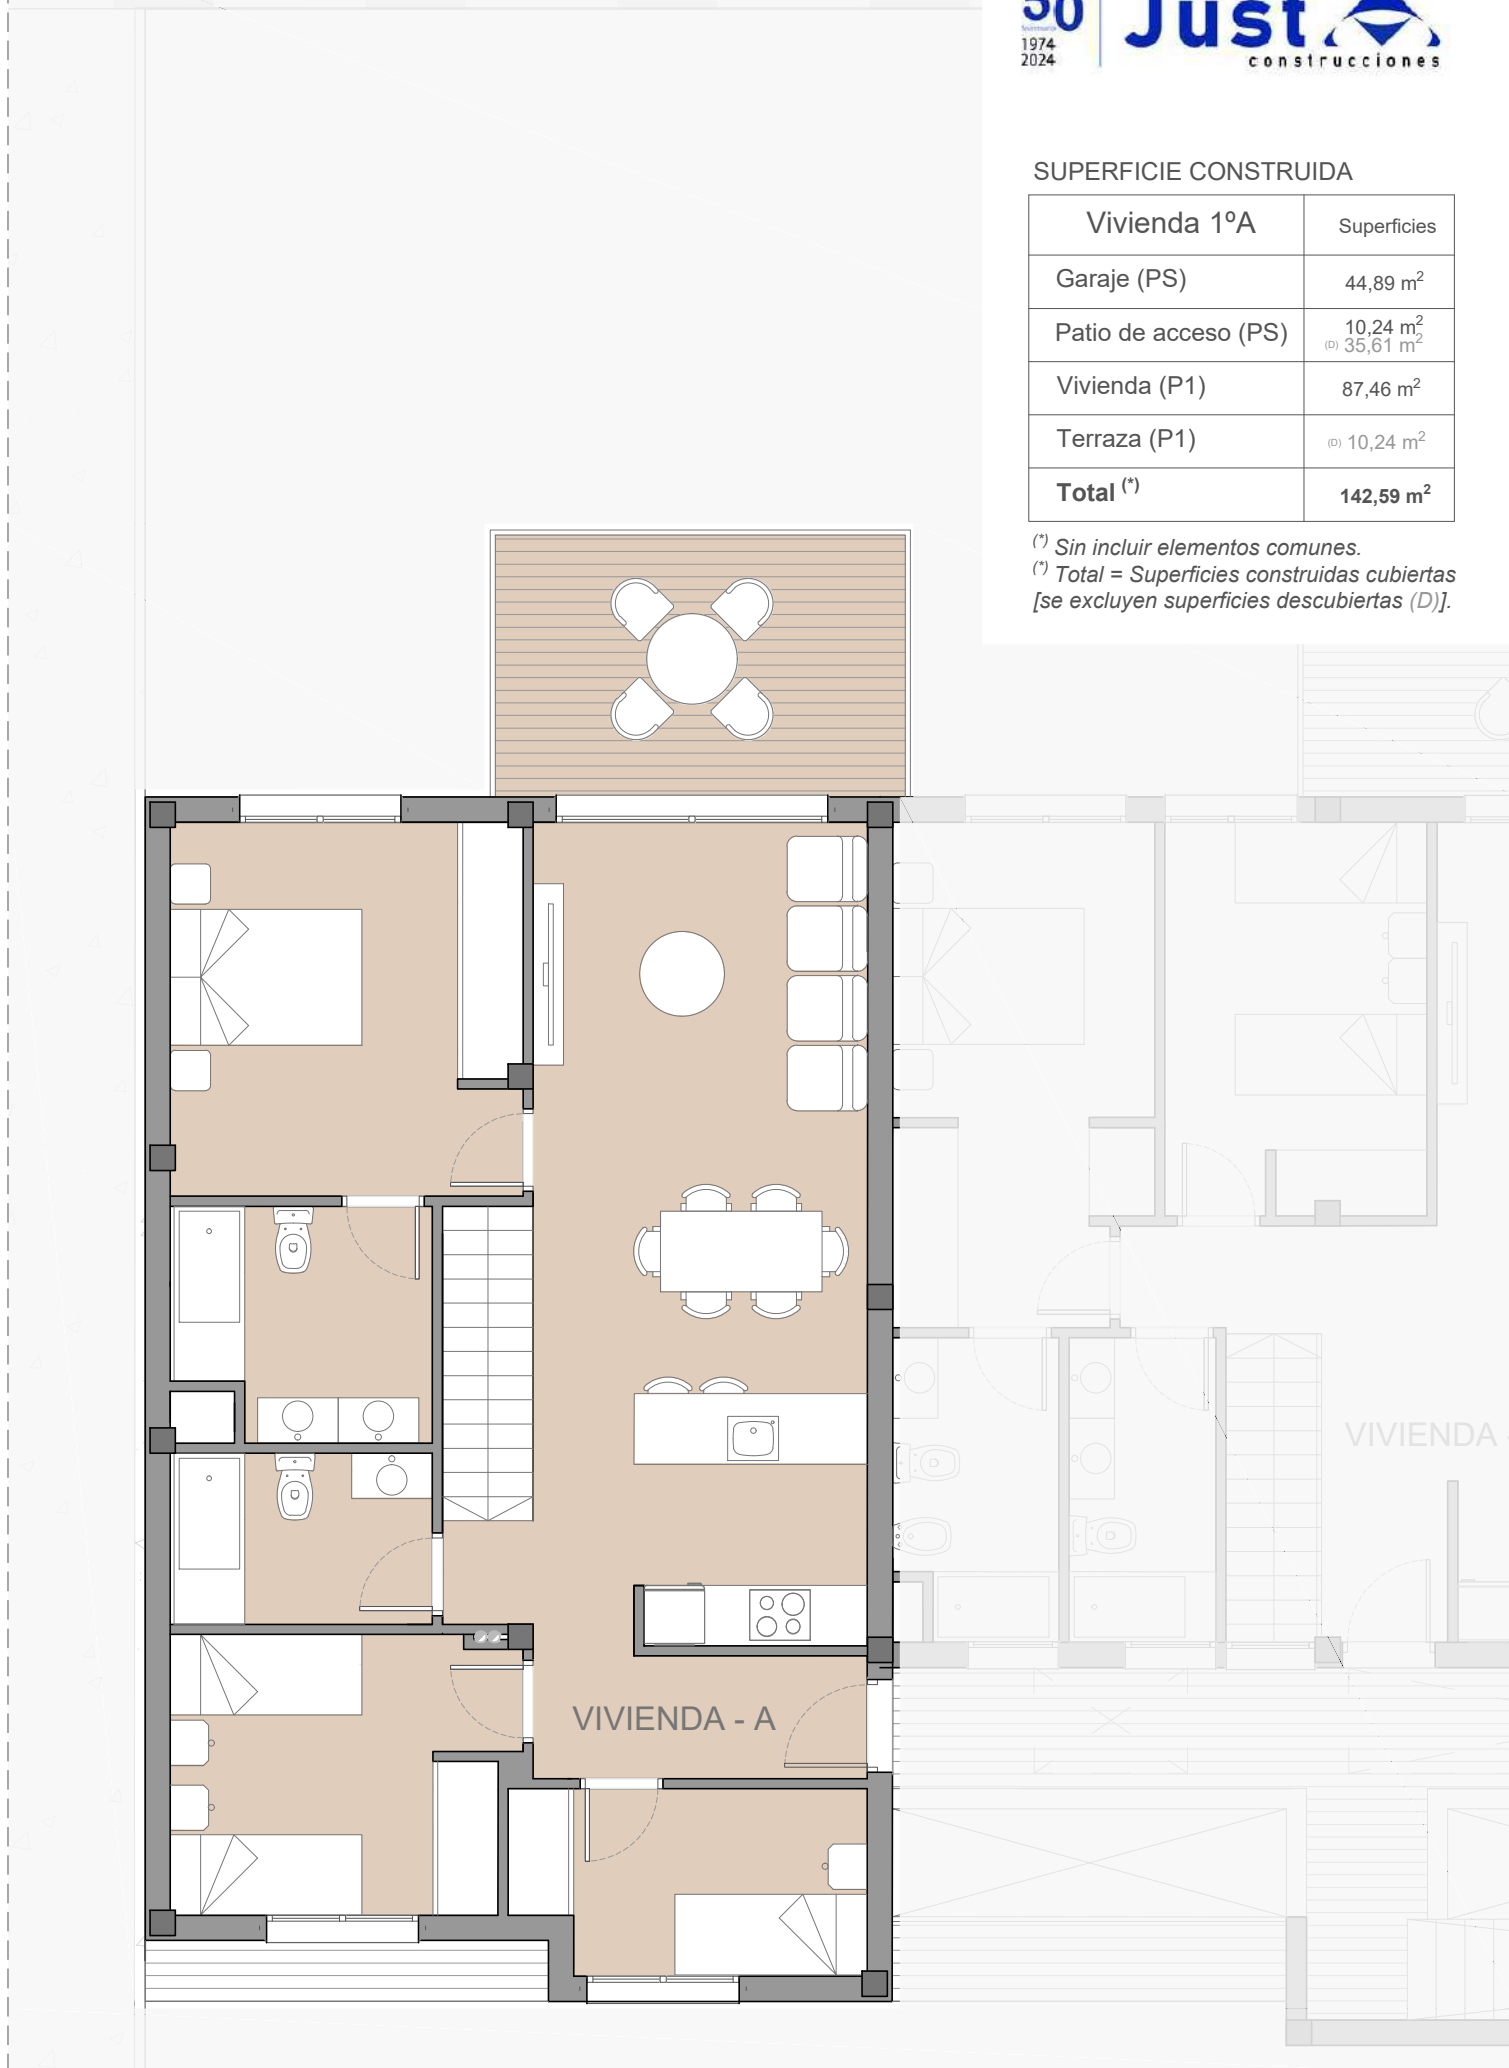 50
1974
2024
Just
construcciones
SUPERFICIE CONSTRUIDA
Vivienda 1ºA Superficies
Garaje (PS) 44,89 m²
Patio de acceso (PS) 10,24 m²
(D) 35,61 m²
Vivienda (P1) 87,46 m²
Terraza (P1) (D) 10,24 m²
Total (*) 142,59 m²
(*) Sin incluir elementos comunes.
(*) Total = Superficies construidas cubiertas
[se excluyen superficies descubiertas (D)].
VIVIENDA -
VIVIENDA - A